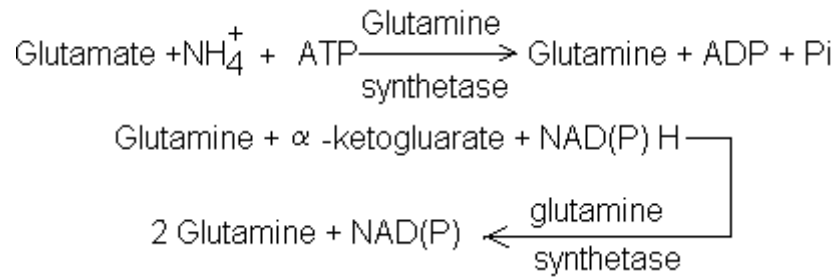 Glutamate +NH4+ + ATP Glutamine synthetase Glutamine + ADP + Pi
Glutamine + α -ketogluarate + NAD(P) H
2 Glutamine + NAD(P) glutamine synthetase